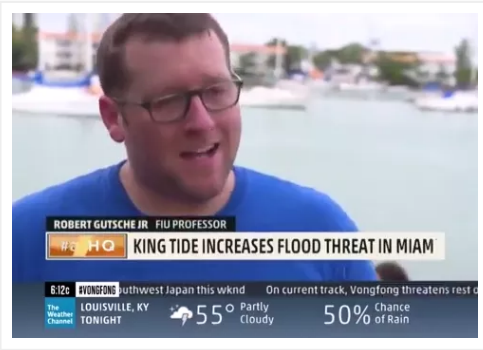 ROBERT GUTSCHE JR FIU PROFESSOR
HQ KING TIDE INCREASES FLOOD THREAT IN MIAM
6:12c #VONGFONG outhwest Japan this wknd On current track, Vongfong threatens rest o
The Weather Channel
LOUISVILLE, KY
TONIGHT
55° Partly Cloudy
50% Chance of Rain